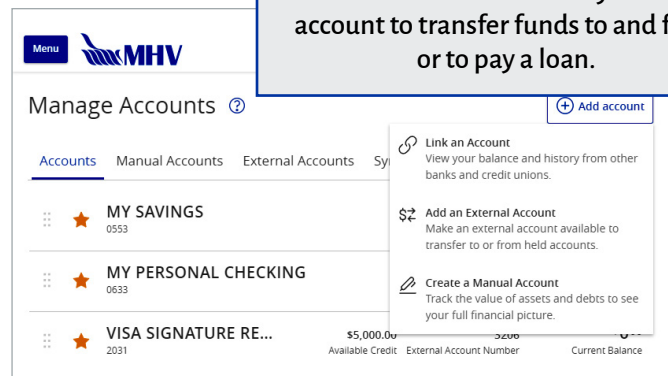 account to transfer funds to and
or to pay a loan.
Menu
MHV
Manage Accounts
Add account
Accounts Manual Accounts External Accounts
Link an Account
View your balance and history from other
banks and credit unions.
Add an External Account
Make an external account available to
transfer to or from held accounts.
Create a Manual Account
Track the value of assets and debts to see
your full financial picture.
MY SAVINGS
0553
MY PERSONAL CHECKING
0633
VISA SIGNATURE RE...
2031
$5,000.00
Available Credit
3206
External Account Number
Current Balance